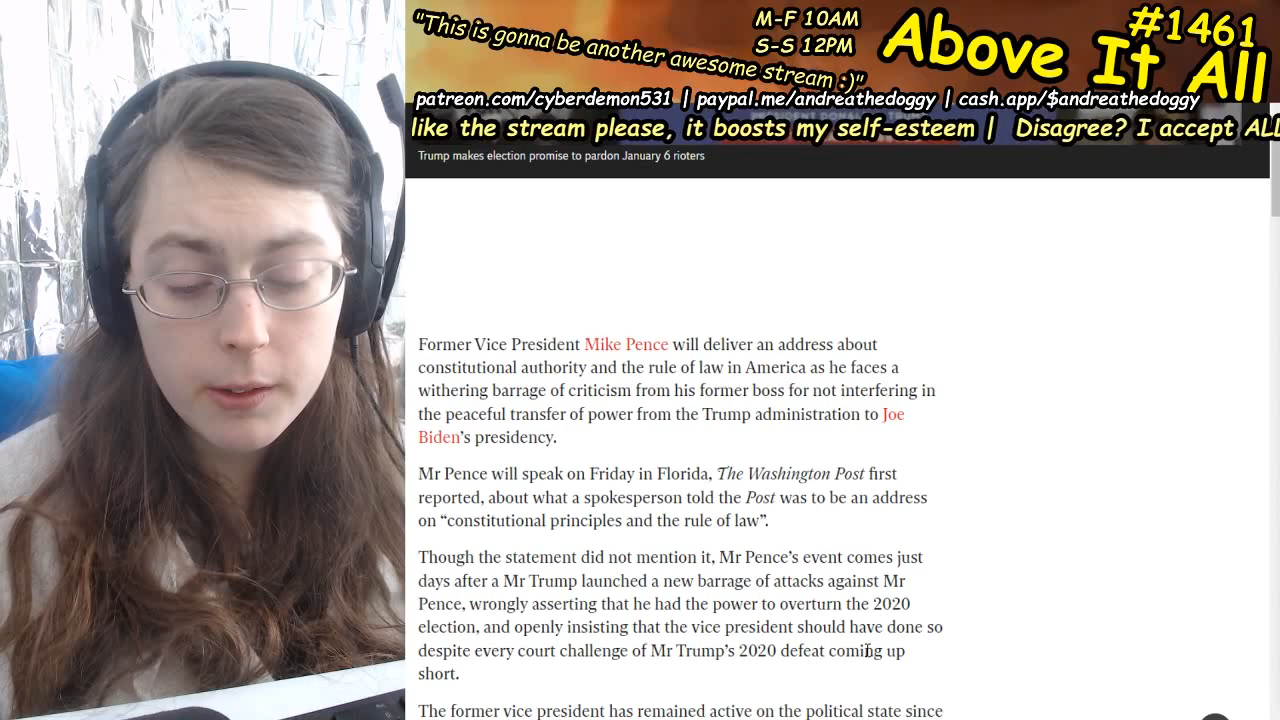 "This is gonna be another awesome stream :)"
M-F 10AM
S-S 12PM
Above It All
#1461
patreon.com/cyberdemon531 | paypal.me/andreathedoggy | cash.app/$andreathedoggy
like the stream please, it boosts my self-esteem | Disagree? I accept ALL
PRESIDENT DONALD J TRUMP
Trump makes election promise to pardon January 6 rioters
Former Vice President Mike Pence will deliver an address about
constitutional authority and the rule of law in America as he faces a
withering barrage of criticism from his former boss for not interfering in
the peaceful transfer of power from the Trump administration to Joe
Biden's presidency.
Mr Pence will speak on Friday in Florida, The Washington Post first
reported, about what a spokesperson told the Post was to be an address
on “constitutional principles and the rule of law”.
Though the statement did not mention it, Mr Pence's event comes just
days after a Mr Trump launched a new barrage of attacks against Mr
Pence, wrongly asserting that he had the power to overturn the 2020
election, and openly insisting that the vice president should have done so
despite every court challenge of Mr Trump's 2020 defeat coming up
short.
The former vice president has remained active on the political state since